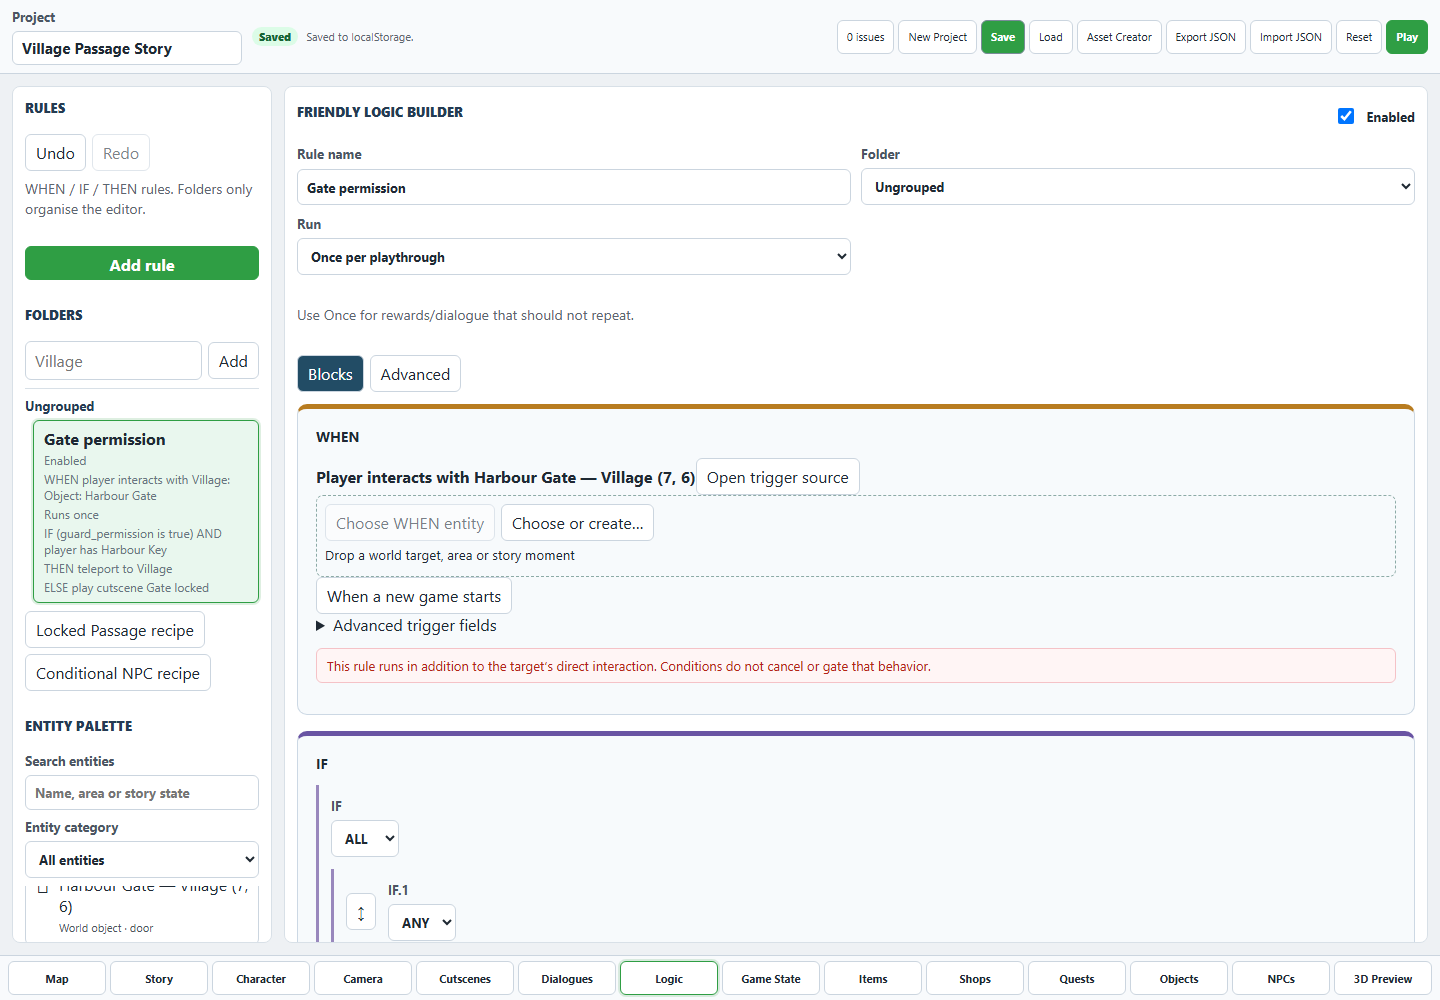 Project
Village Passage Story
Saved
Saved to localStorage.
0 issues
New Project
Save
Load
Asset Creator
Export JSON
Import JSON
Reset
Play
RULES
Undo
Redo
WHEN / IF / THEN rules. Folders only
organise the editor.
Add rule
FOLDERS
Village
Add
Ungrouped
Gate permission
Enabled
WHEN player interacts with Village:
Object: Harbour Gate
Runs once
IF (guard_permission is true) AND
player has Harbour Key
THEN teleport to Village
ELSE play cutscene Gate locked
Locked Passage recipe
Conditional NPC recipe
ENTITY PALETTE
Search entities
Name, area or story state
Entity category
All entities
Harbour Gate — Village (7,
6)
World object · door
FRIENDLY LOGIC BUILDER
Enabled
Rule name
Gate permission
Folder
Ungrouped
Run
Once per playthrough
Use Once for rewards/dialogue that should not repeat.
Blocks
Advanced
WHEN
Player interacts with Harbour Gate — Village (7, 6)
Open trigger source
Choose WHEN entity
Choose or create...
Drop a world target, area or story moment
When a new game starts
Advanced trigger fields
This rule runs in addition to the target's direct interaction. Conditions do not cancel or gate that behavior.
IF
IF
ALL
IF.1
ANY
Map
Story
Character
Camera
Cutscenes
Dialogues
Logic
Game State
Items
Shops
Quests
Objects
NPCs
3D Preview